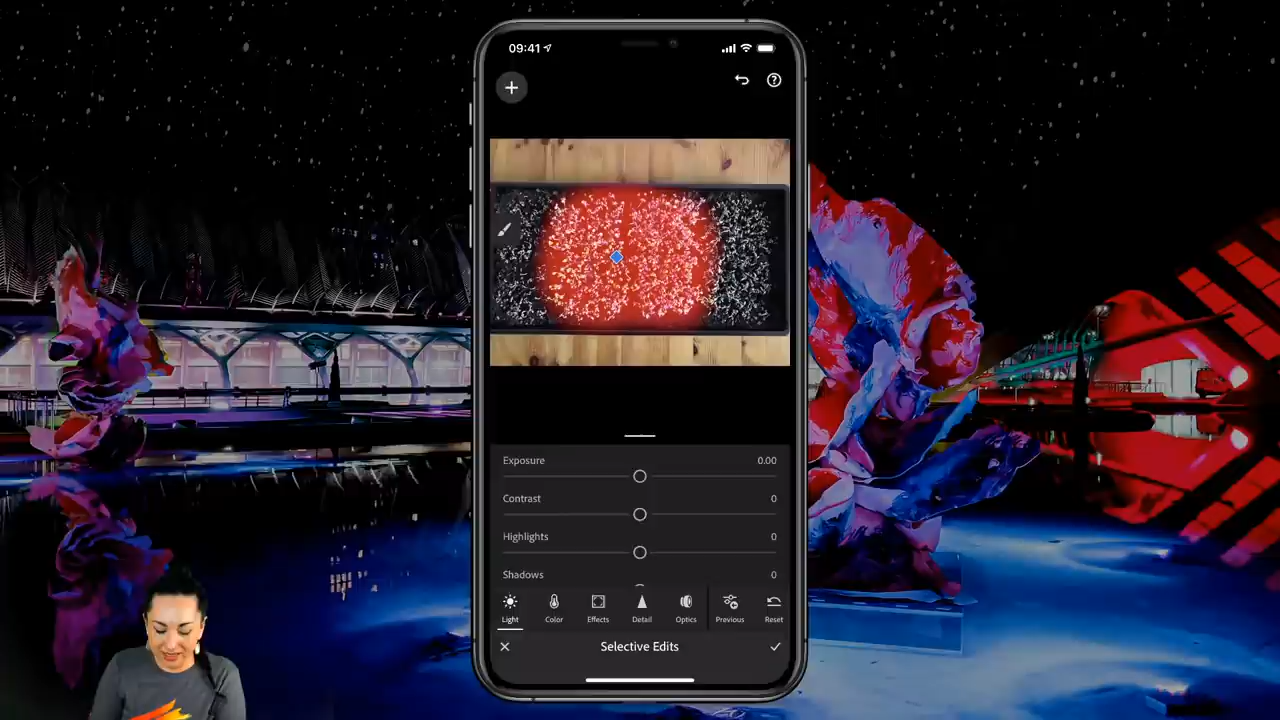 09:41
Exposure 0.00
Contrast 0
Highlights 0
Shadows 0
Light Color Effects Detail Optics Previous Reset
Selective Edits